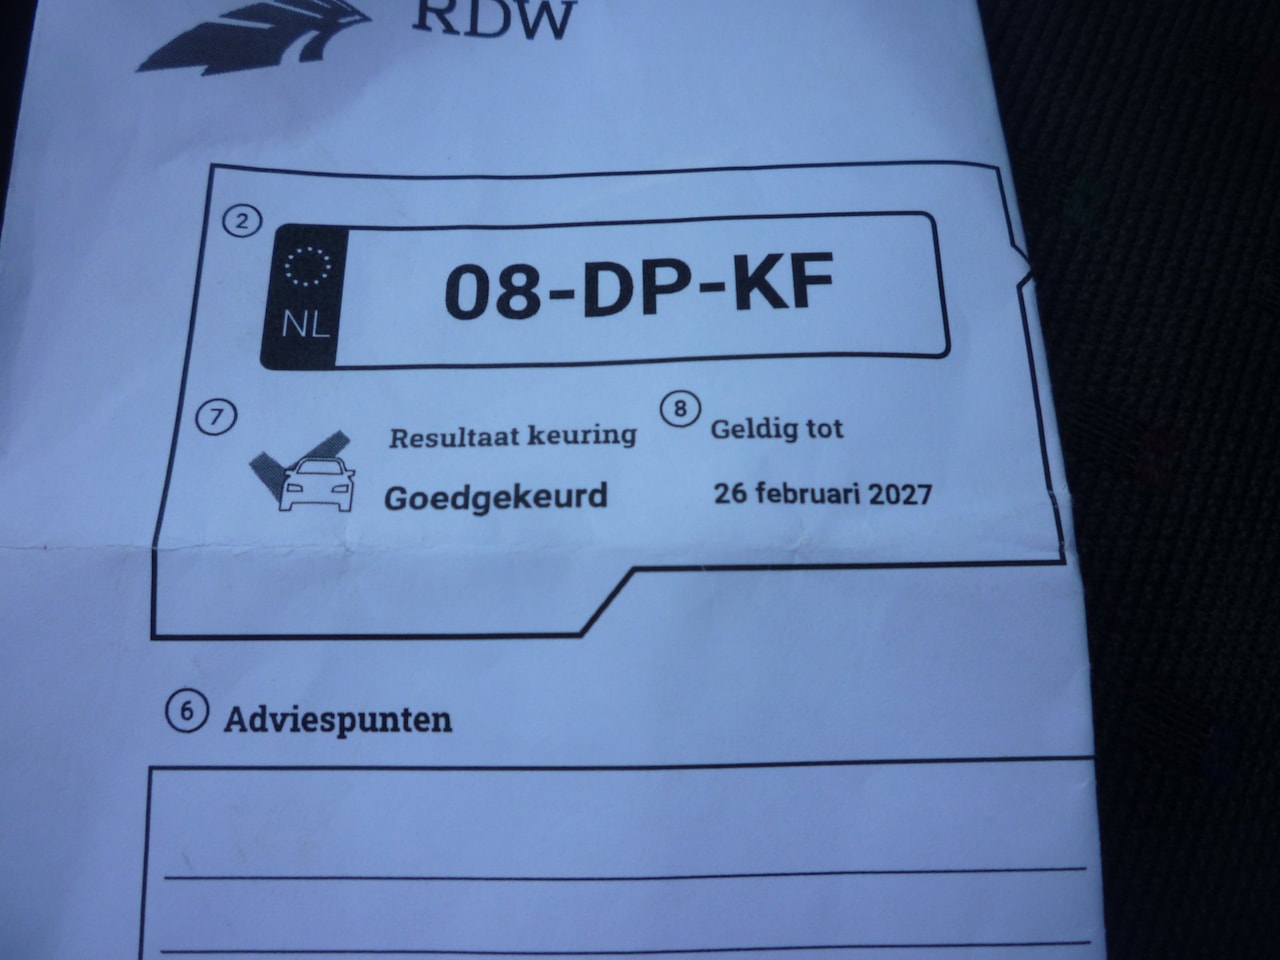 RDW
2
08-DP-KF
NL
7 Resultaat keuring 8 Geldig tot
Goedgekeurd 26 februari 2027
6 Adviespunten